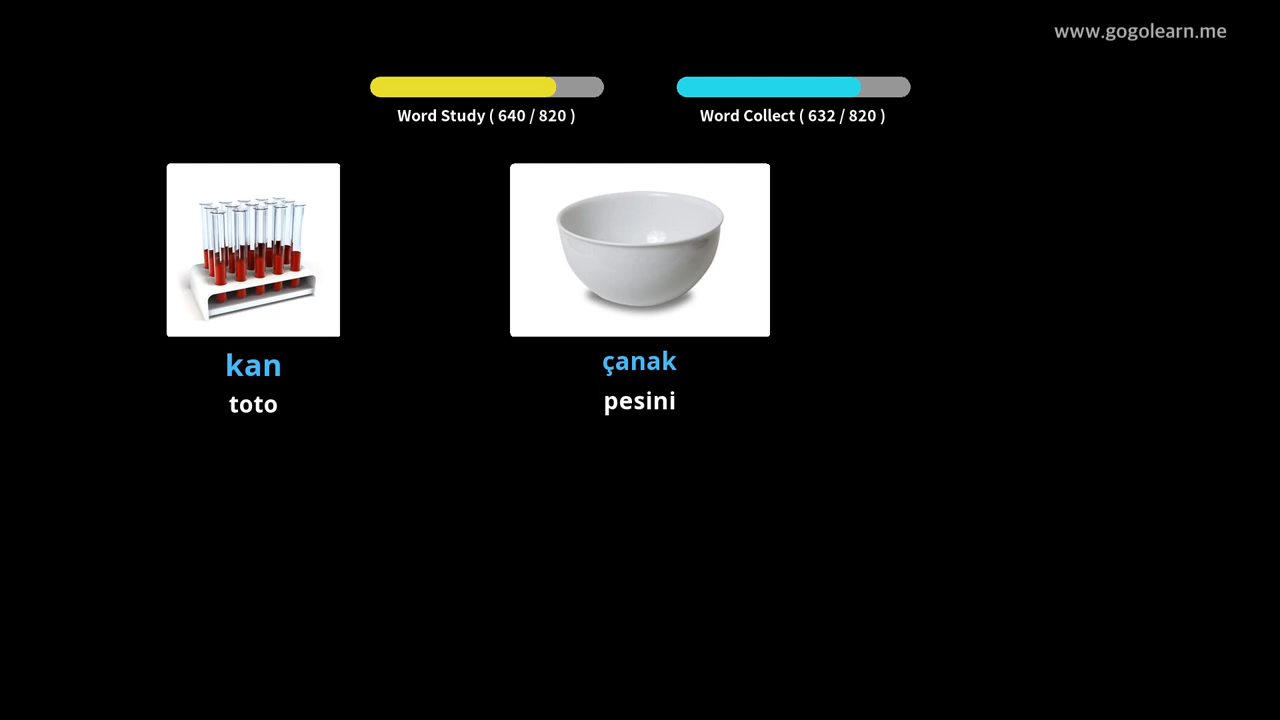 www.gogolearn.me
Word Study ( 640 / 820 )
Word Collect ( 632 / 820 )
kan
toto
çanak
pesini